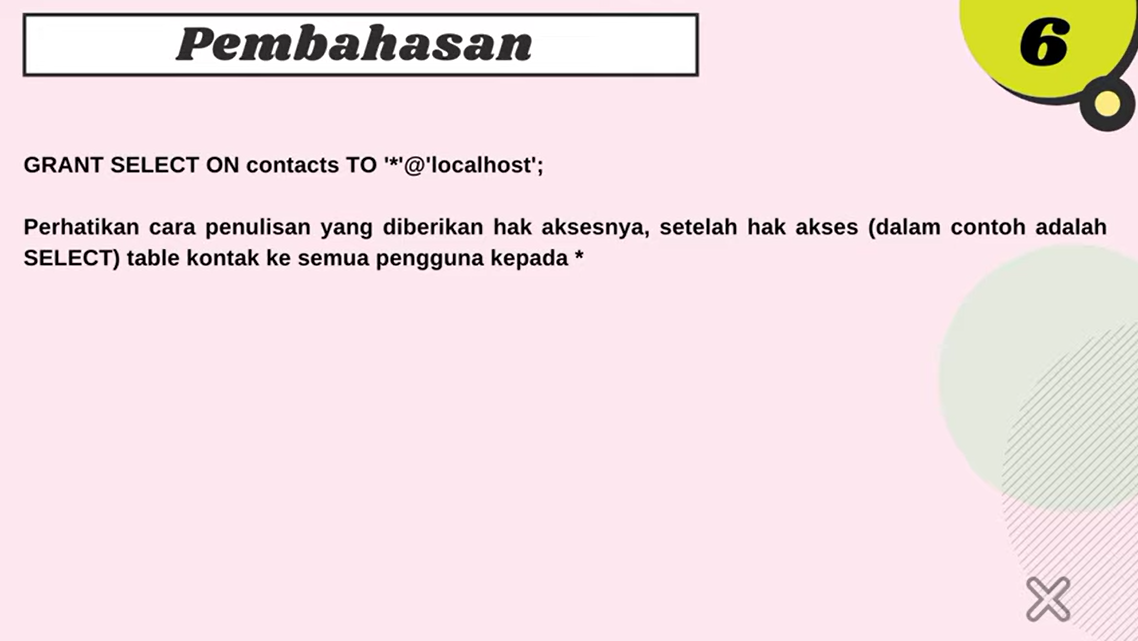 Pembahasan
6
GRANT SELECT ON contacts TO '*'@'localhost';
Perhatikan cara penulisan yang diberikan hak aksesnya, setelah hak akses (dalam contoh adalah
SELECT) table kontak ke semua pengguna kepada *